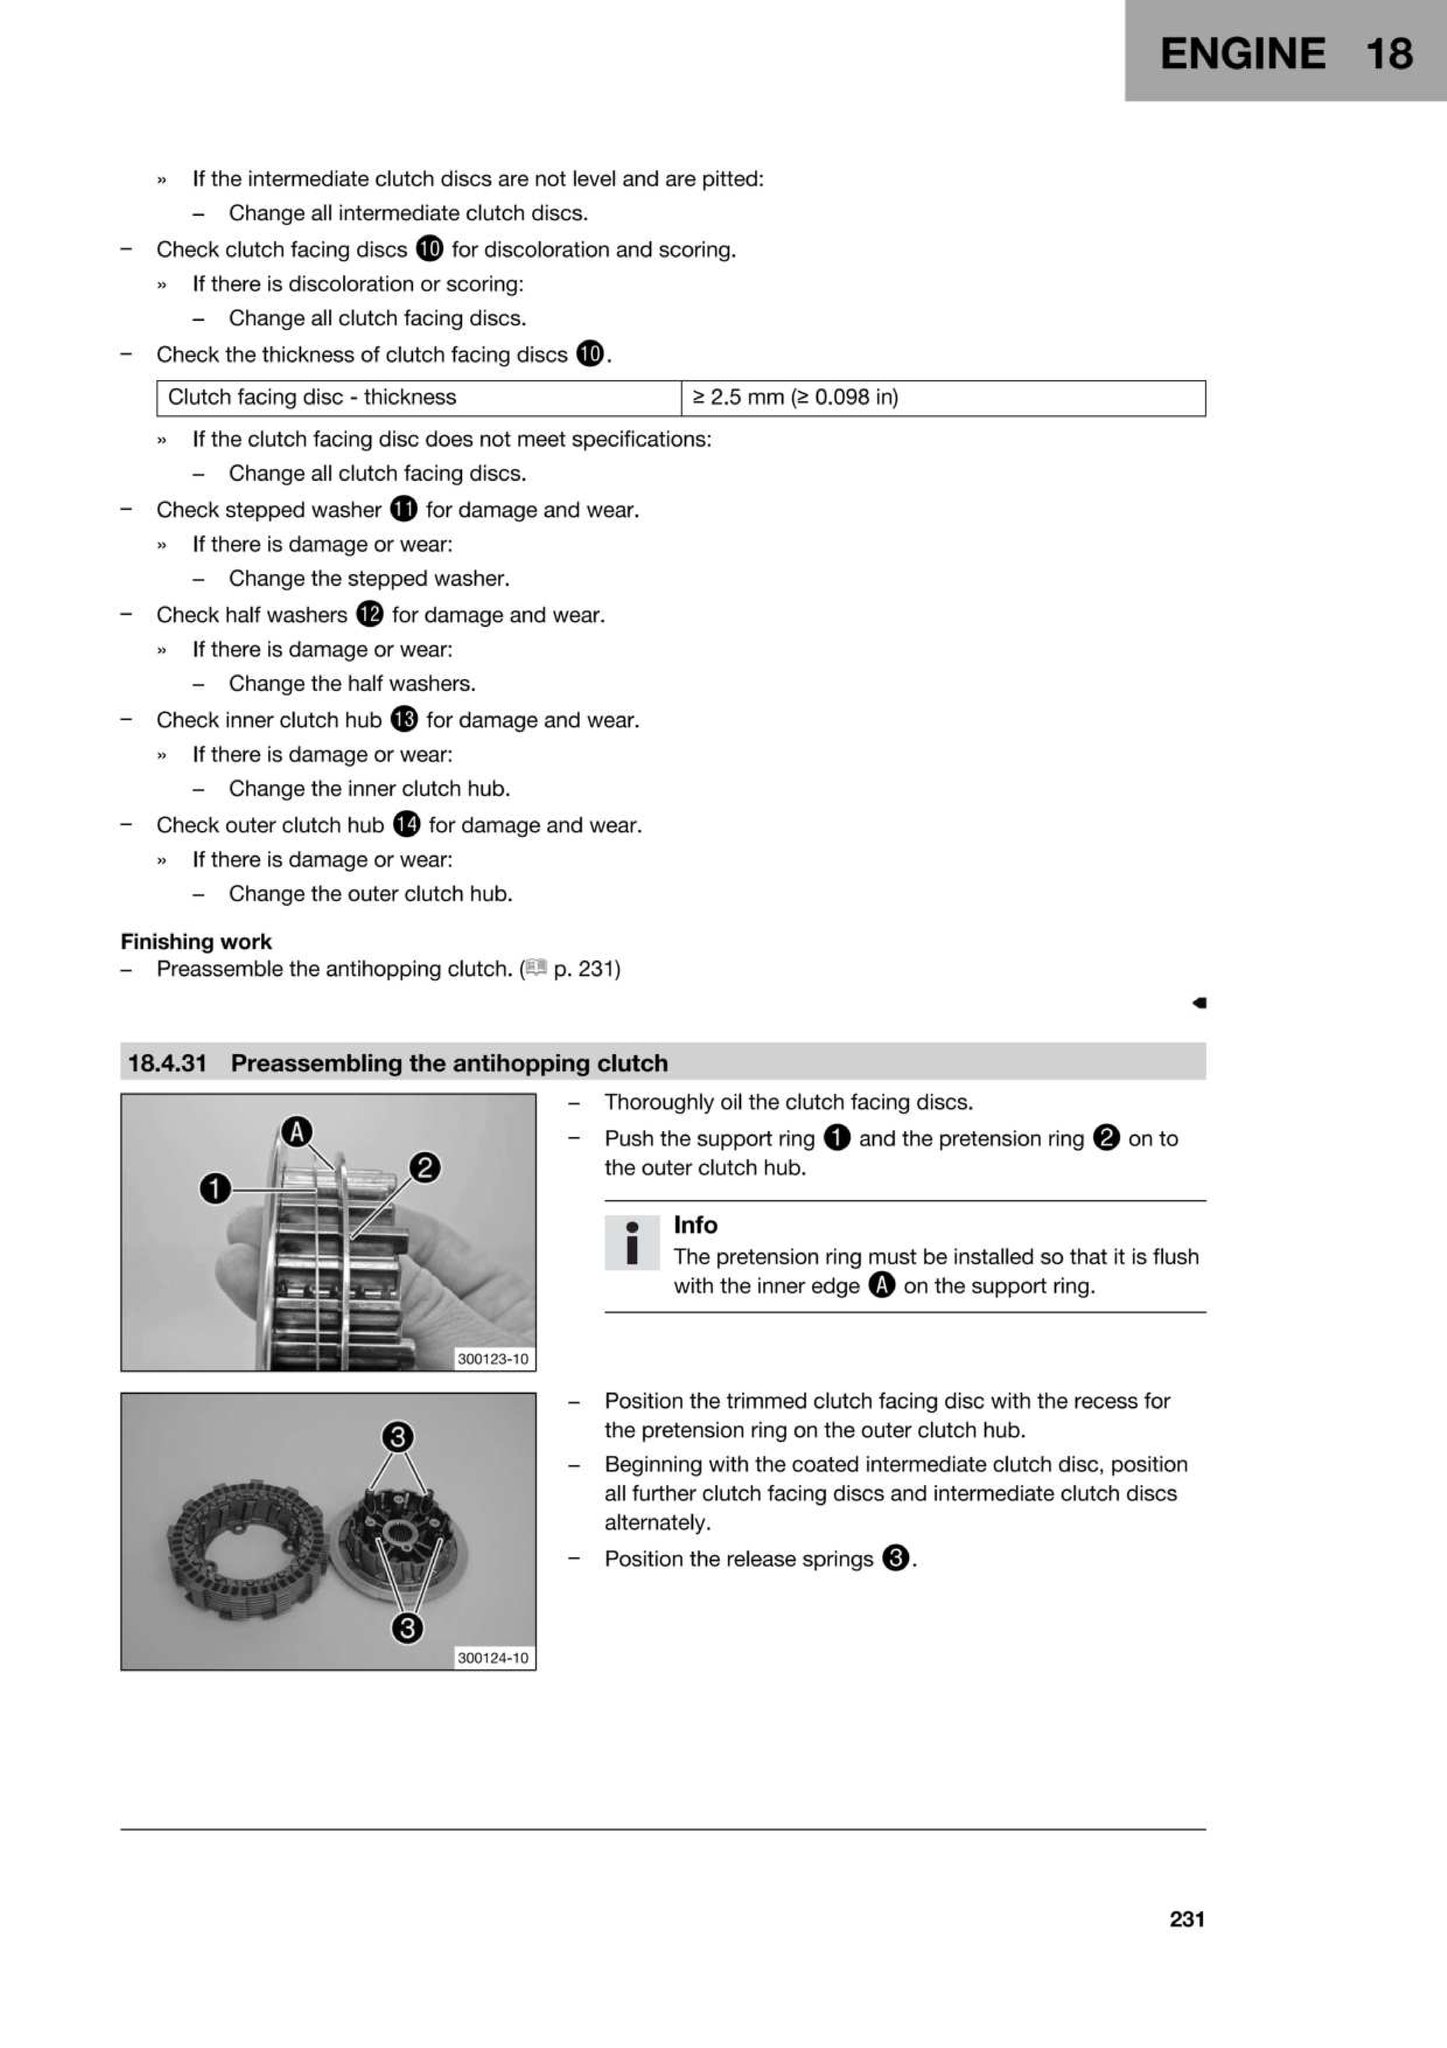 ENGINE 18
» If the intermediate clutch discs are not level and are pitted:
– Change all intermediate clutch discs.
– Check clutch facing discs 10 for discoloration and scoring.
» If there is discoloration or scoring:
– Change all clutch facing discs.
– Check the thickness of clutch facing discs 10.
Clutch facing disc - thickness ≥ 2.5 mm (≥ 0.098 in)
» If the clutch facing disc does not meet specifications:
– Change all clutch facing discs.
– Check stepped washer 11 for damage and wear.
» If there is damage or wear:
– Change the stepped washer.
– Check half washers 12 for damage and wear.
» If there is damage or wear:
– Change the half washers.
– Check inner clutch hub 13 for damage and wear.
» If there is damage or wear:
– Change the inner clutch hub.
– Check outer clutch hub 14 for damage and wear.
» If there is damage or wear:
– Change the outer clutch hub.
Finishing work
– Preassemble the antihopping clutch. (p. 231)
18.4.31 Preassembling the antihopping clutch
A
1
2
300123-10
– Thoroughly oil the clutch facing discs.
– Push the support ring 1 and the pretension ring 2 on to
the outer clutch hub.
i Info
The pretension ring must be installed so that it is flush
with the inner edge A on the support ring.
3
3
300124-10
– Position the trimmed clutch facing disc with the recess for
the pretension ring on the outer clutch hub.
– Beginning with the coated intermediate clutch disc, position
all further clutch facing discs and intermediate clutch discs
alternately.
– Position the release springs 3.
231